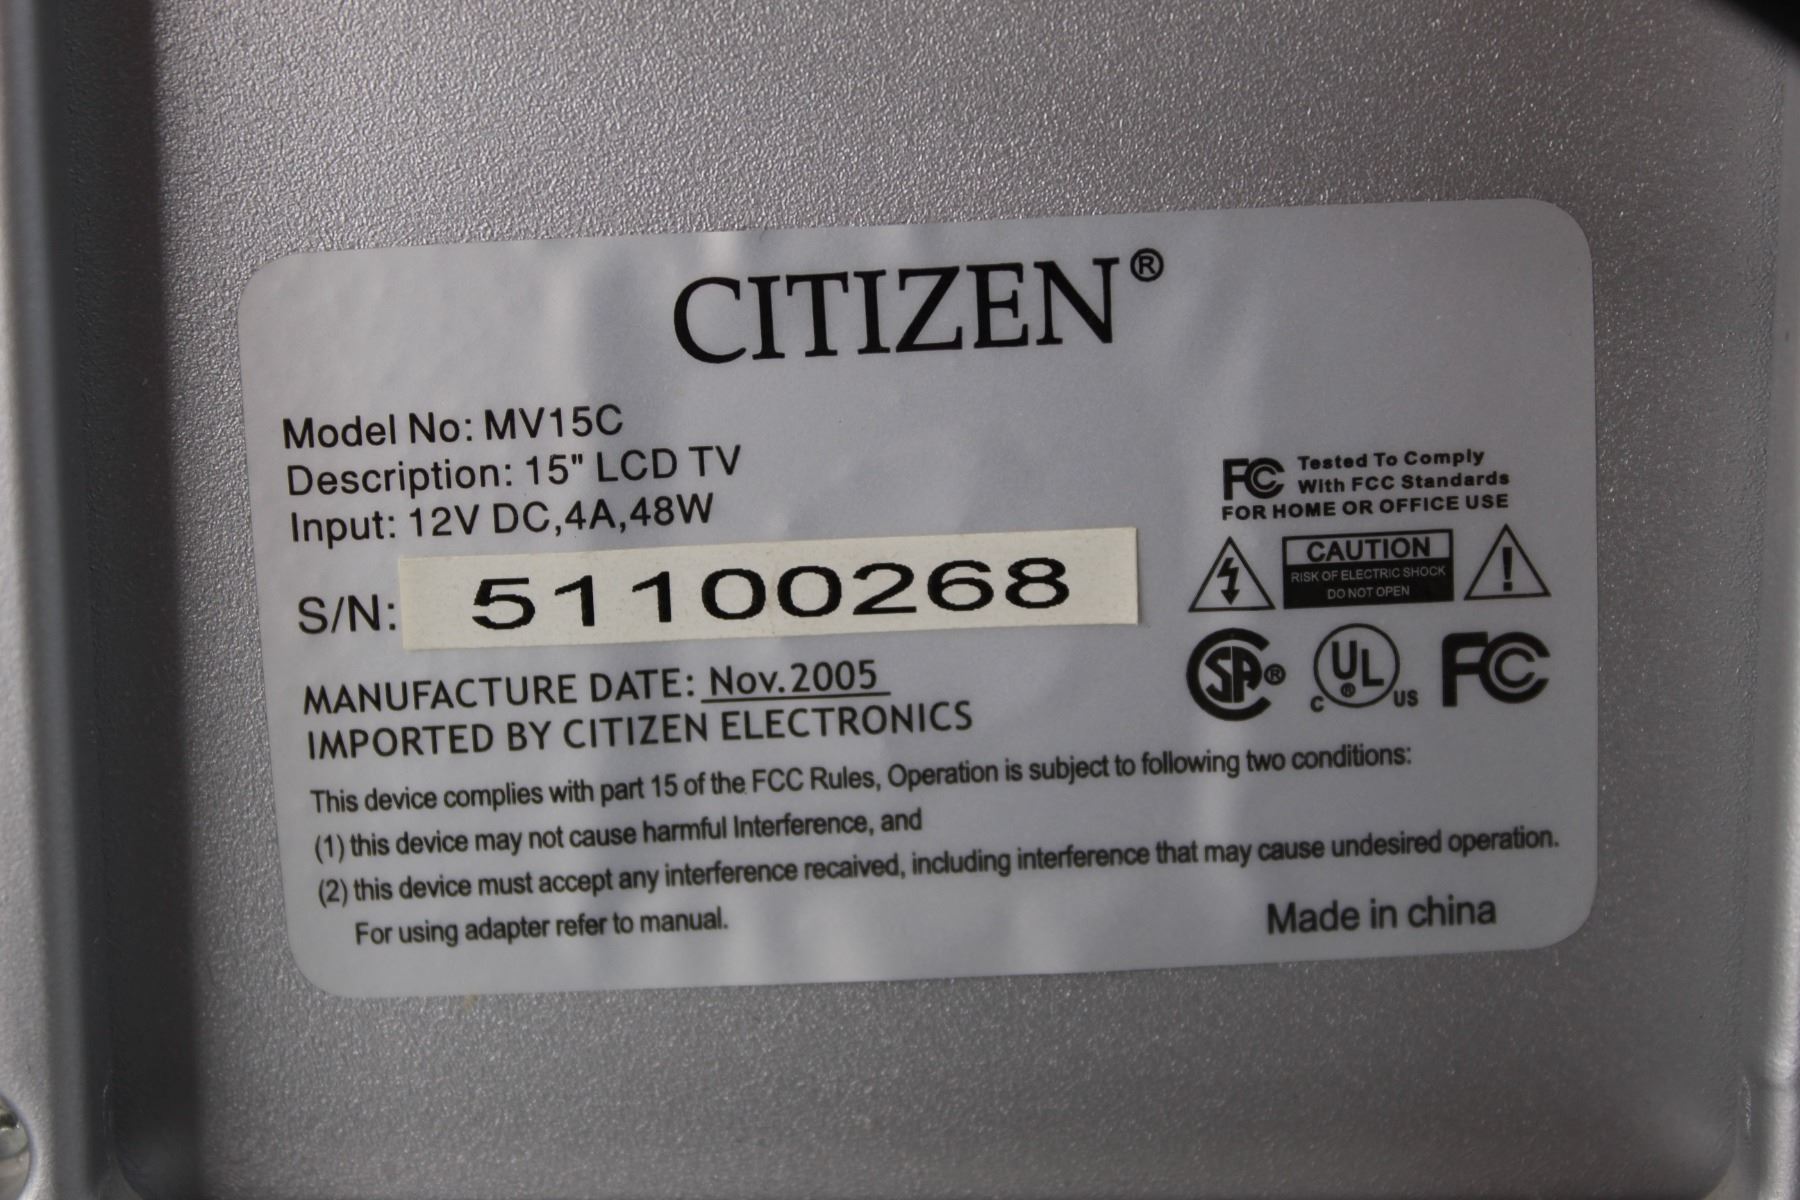 CITIZEN®
Model No: MV15C
Description: 15" LCD TV
Input: 12V DC,4A,48W
S/N: 51100268
MANUFACTURE DATE: Nov.2005
IMPORTED BY CITIZEN ELECTRONICS
FC Tested To Comply
With FCC Standards
FOR HOME OR OFFICE USE
CAUTION
RISK OF ELECTRIC SHOCK
DO NOT OPEN
SA® C UL® US FC
This device complies with part 15 of the FCC Rules, Operation is subject to following two conditions:
(1) this device may not cause harmful Interference, and
(2) this device must accept any interference recaived, including interference that may cause undesired operation.
For using adapter refer to manual.
Made in china